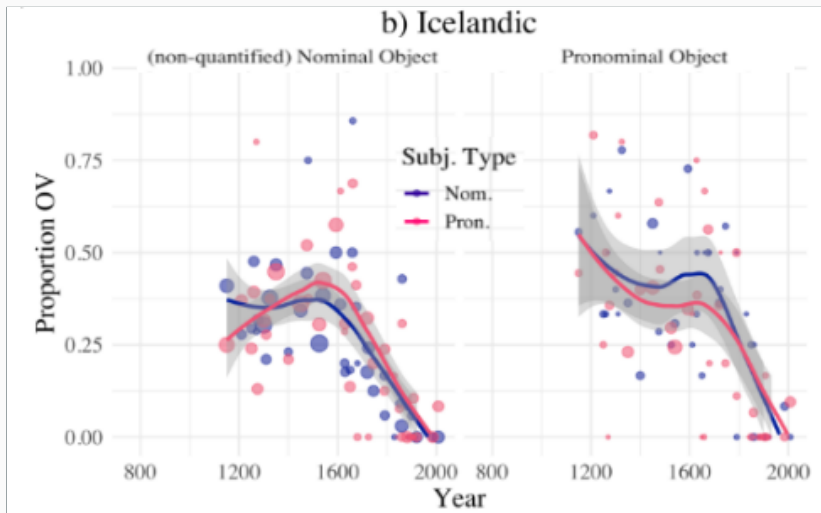 b) Icelandic
(non-quantified) Nominal Object
Pronominal Object
1.00
0.75
0.50
0.25
0.00
Proportion OV
Subj. Type
Nom.
Pron.
800 1200 1600 2000 800 1200 1600 2000
Year